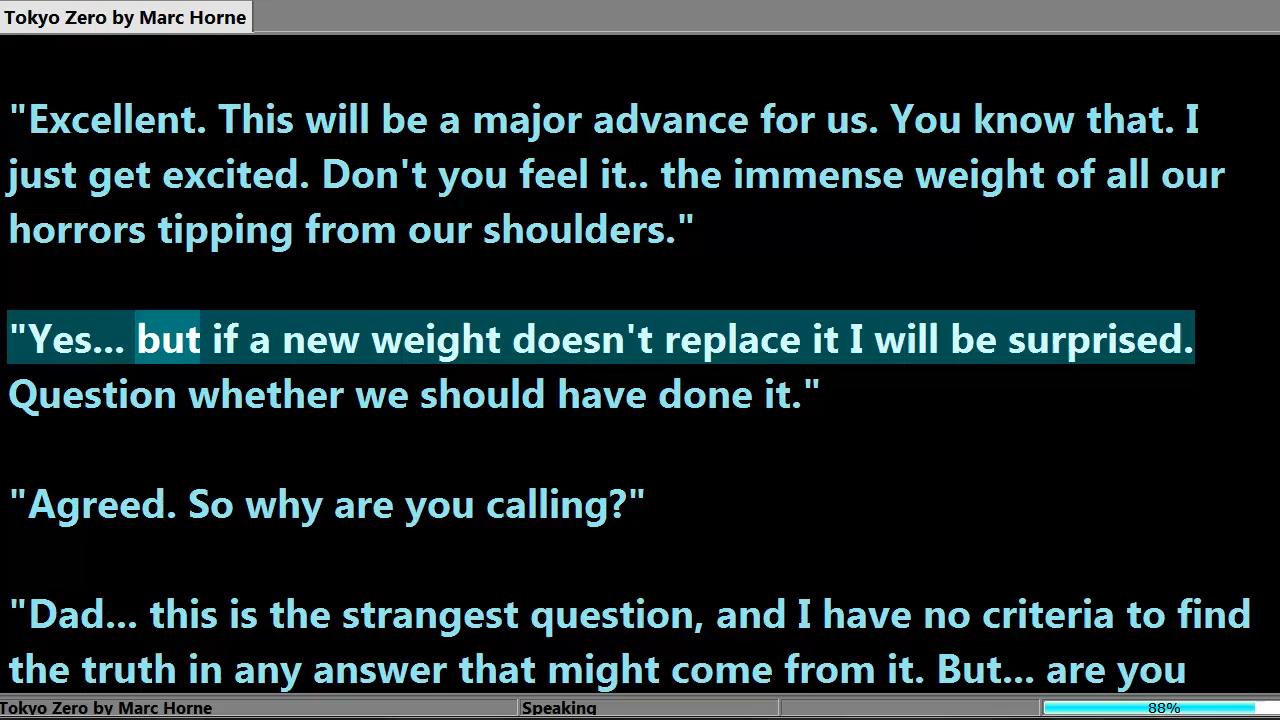 Tokyo Zero by Marc Horne
"Excellent. This will be a major advance for us. You know that. I
just get excited. Don't you feel it.. the immense weight of all our
horrors tipping from our shoulders."
"Yes... but if a new weight doesn't replace it I will be surprised.
Question whether we should have done it."
"Agreed. So why are you calling?"
"Dad... this is the strangest question, and I have no criteria to find
the truth in any answer that might come from it. But... are you
Tokyo Zero by Marc Horne
Speaking
88%